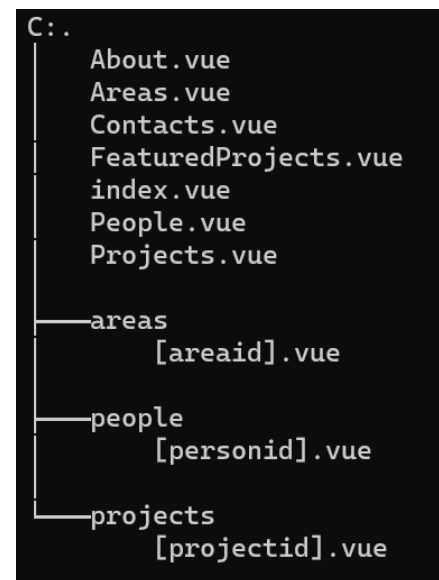 C:.
About.vue
Areas.vue
Contacts.vue
FeaturedProjects.vue
index.vue
People.vue
Projects.vue
areas
[areaid].vue
people
[personid].vue
projects
[projectid].vue